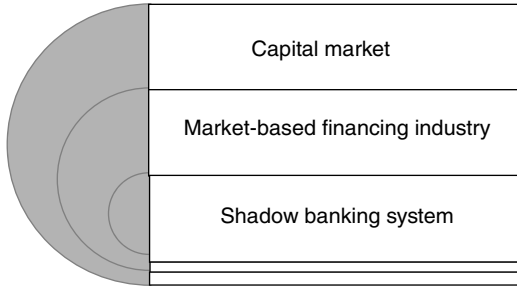 Capital market
Market-based financing industry
Shadow banking system